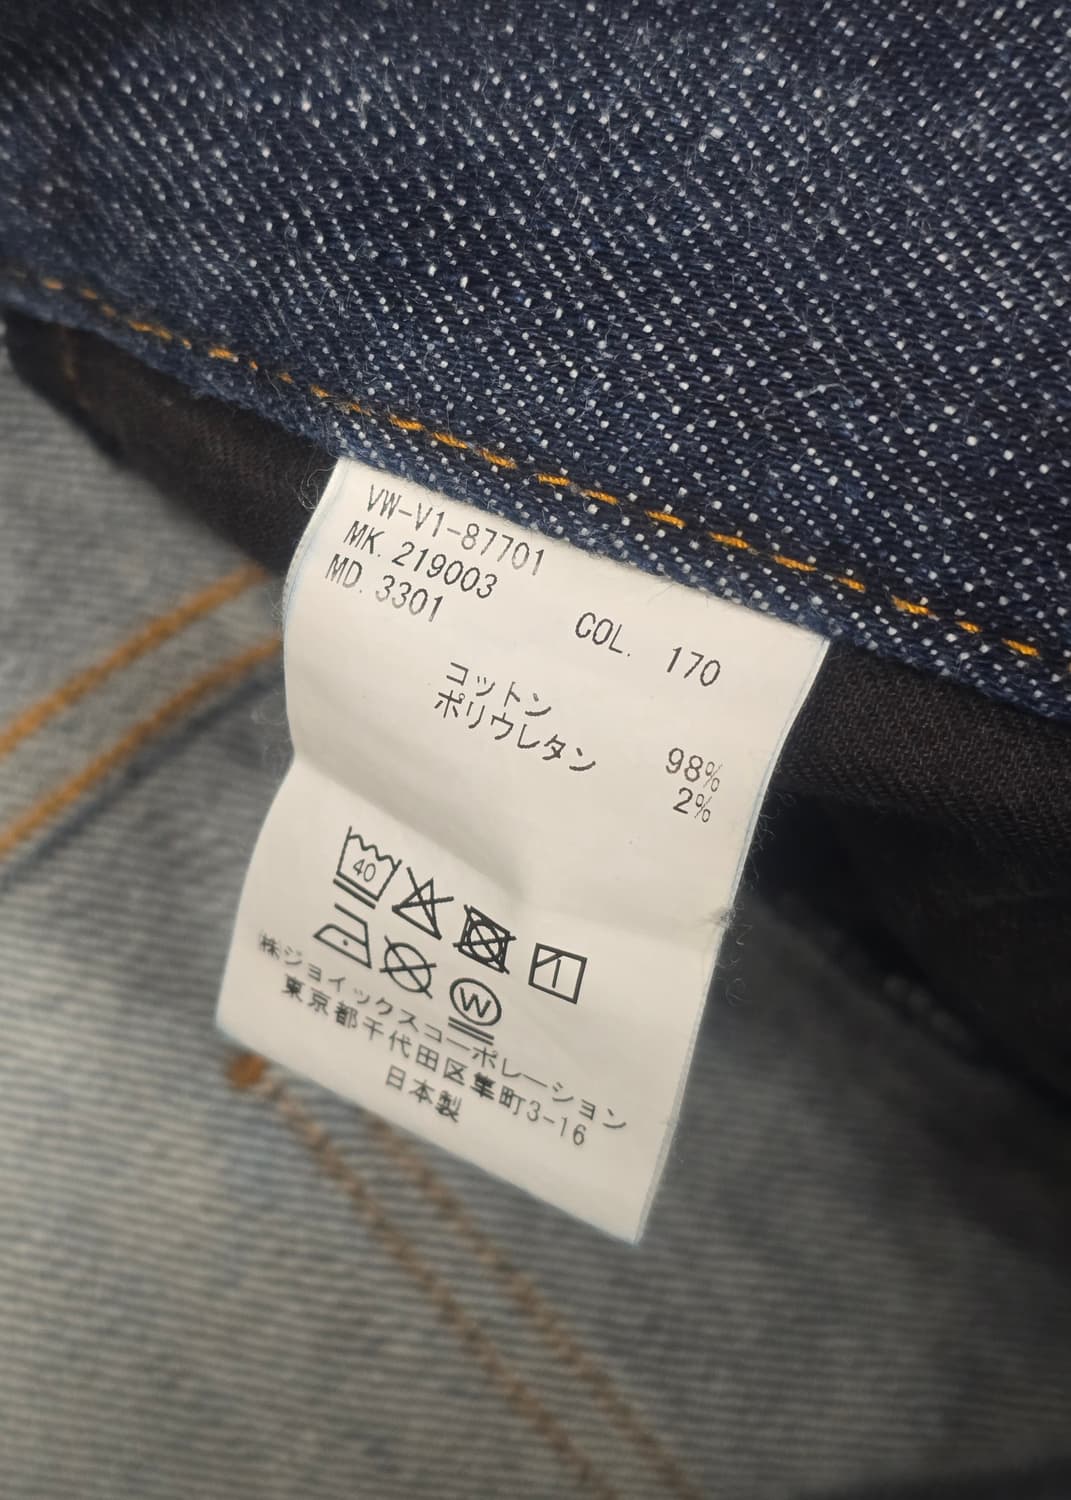 VW-V1-87701
MK. 219003
MD. 3301
COL. 170
コットン 98%
ポリウレタン 2%
40
W
㈱ジョイックスコーポレーション
東京都千代田区隼町3-16
日本製